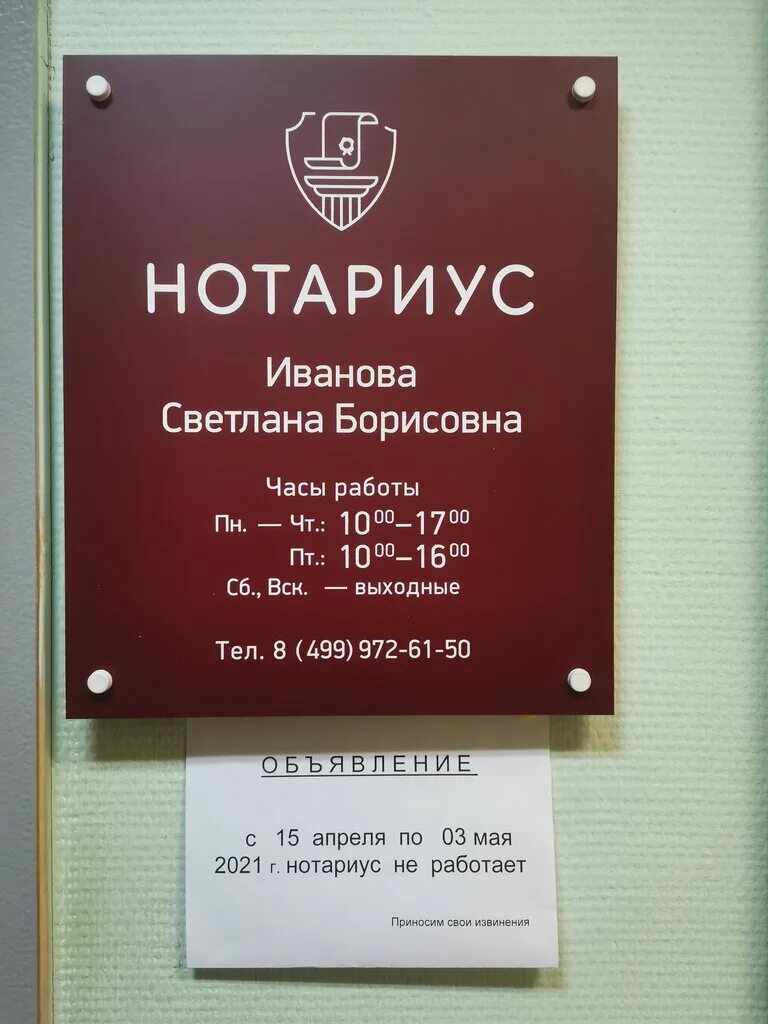 НОТАРИУС
Иванова
Светлана Борисовна
Часы работы
Пн. — Чт.: 10⁰⁰–17⁰⁰
Пт.: 10⁰⁰–16⁰⁰
Сб., Вск. — выходные
Тел. 8 (499) 972-61-50
ОБЪЯВЛЕНИЕ
с 15 апреля по 03 мая
2021 г. нотариус не работает
Приносим свои извинения